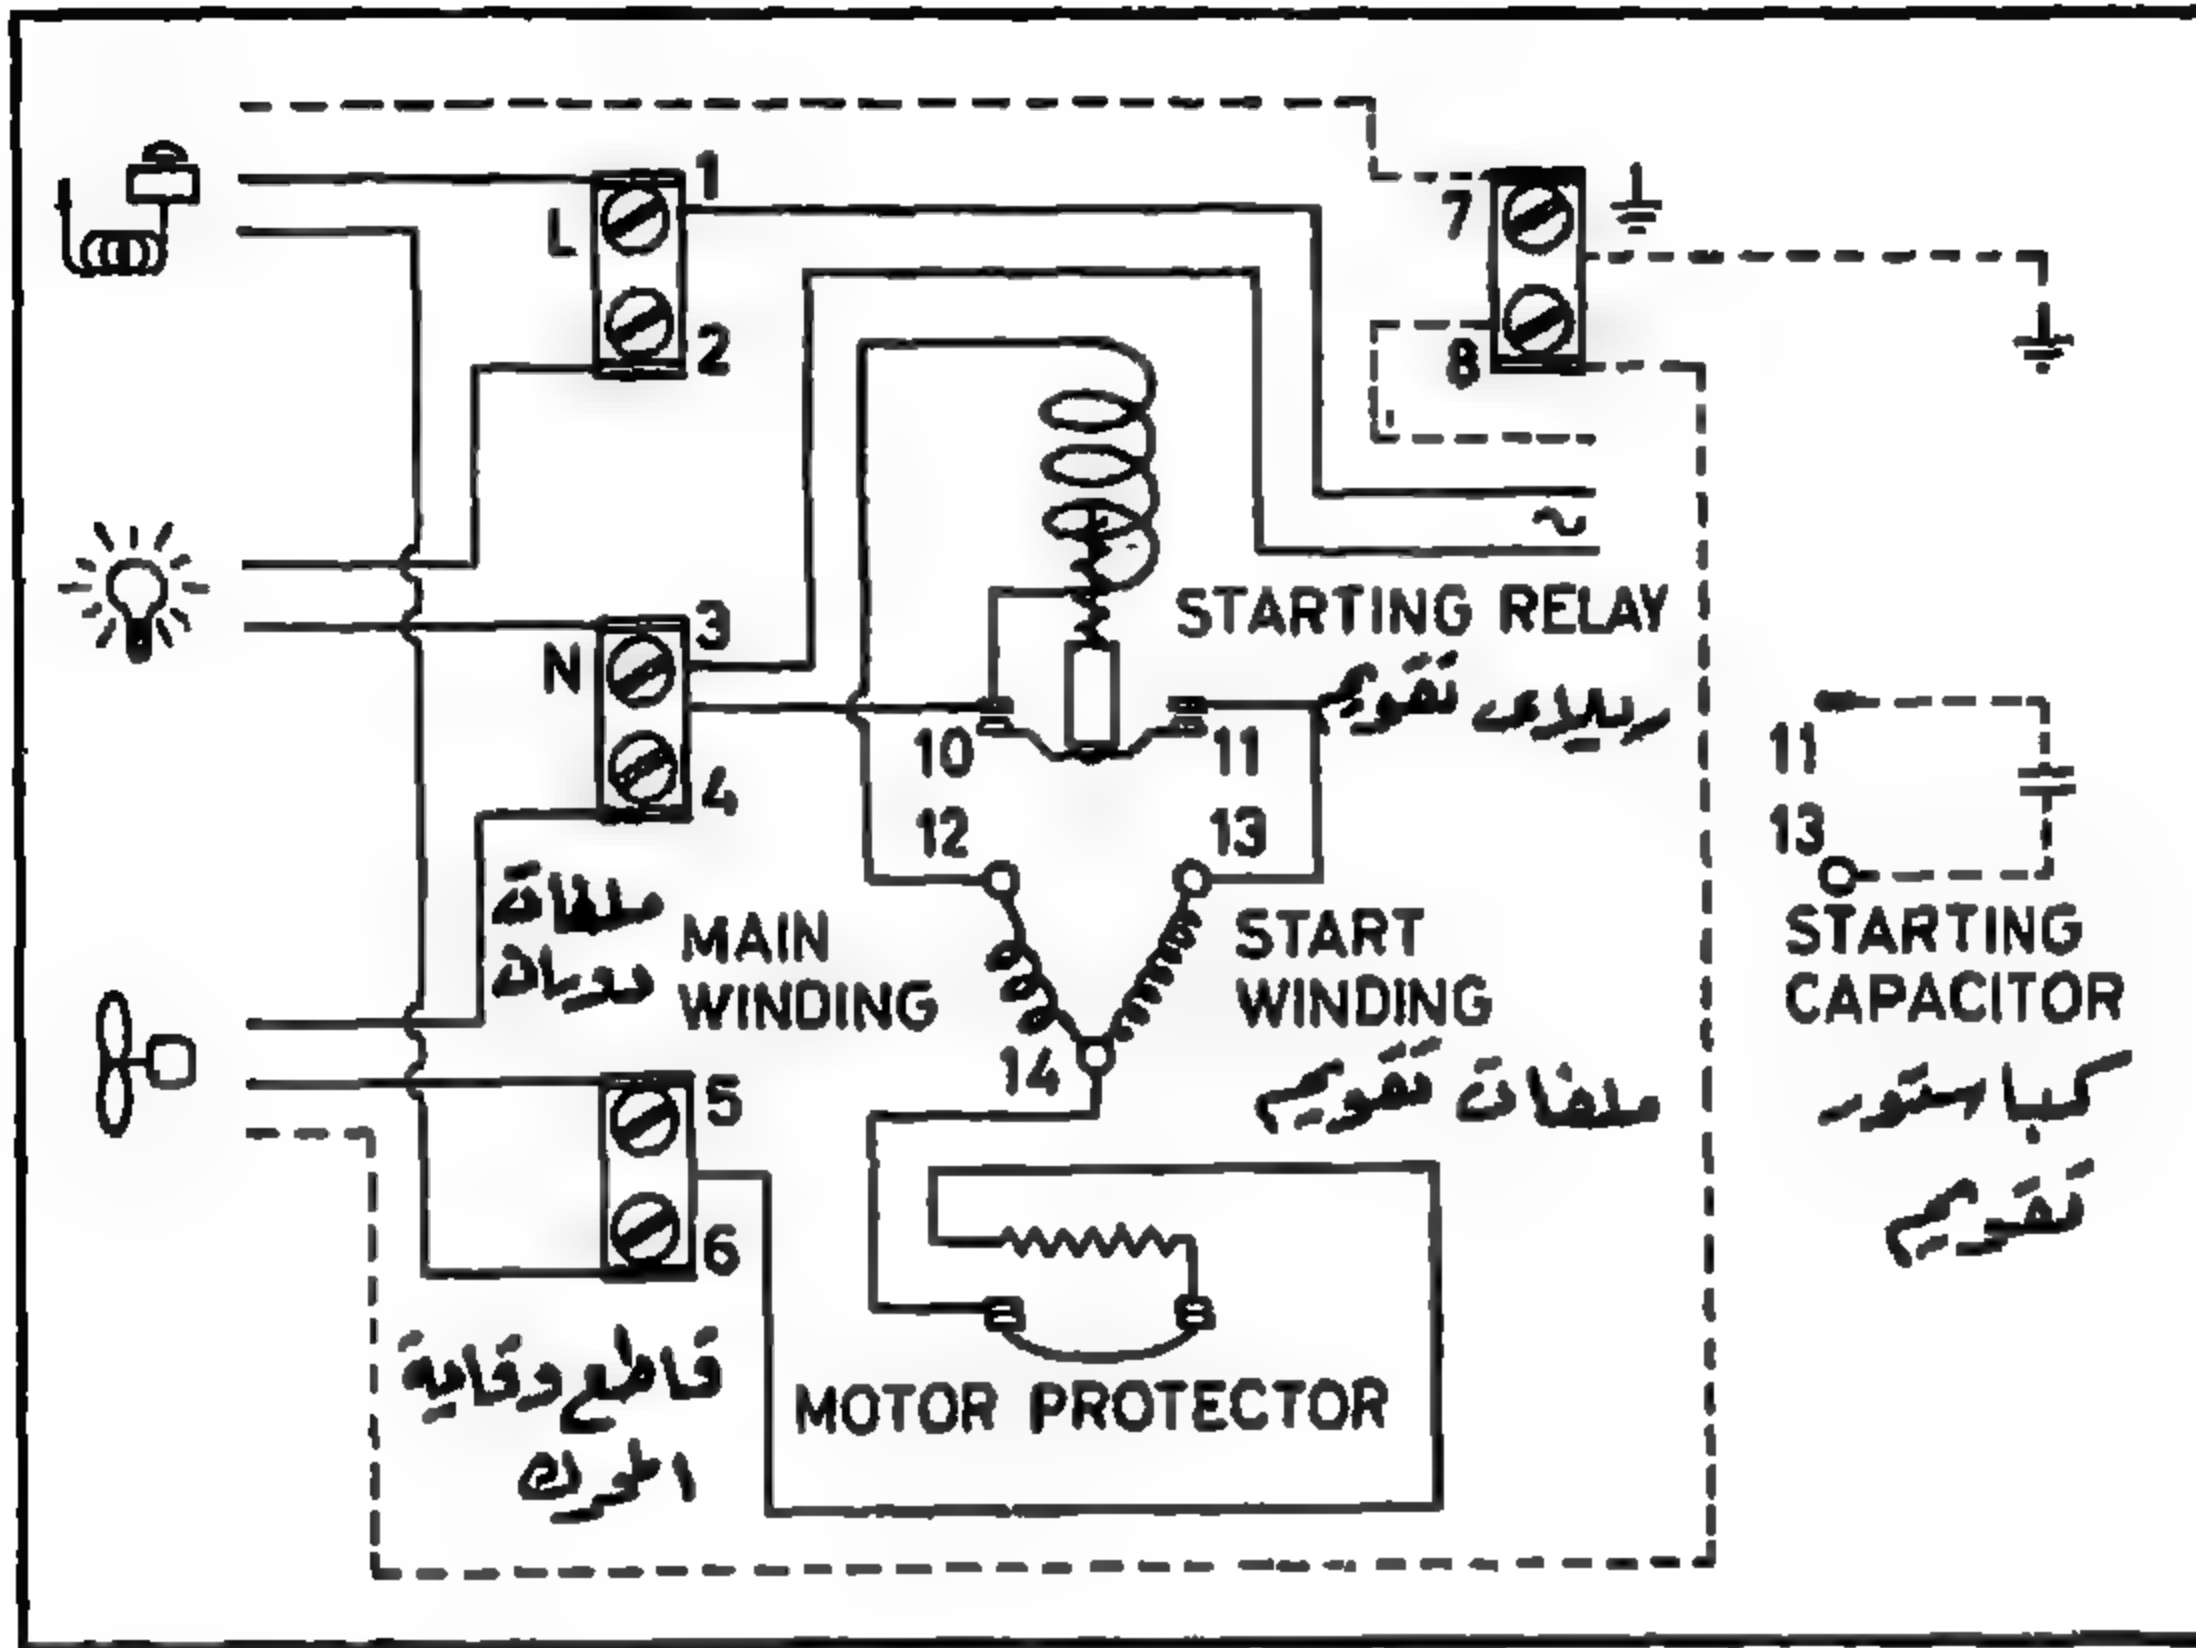 1
L
2
7
8
~
3
N
4
STARTING RELAY
ريلاى تقويم
10
11
12
13
11
13
ملفات
دوران
MAIN
WINDING
START
WINDING
14
ملفات تقويم
STARTING
CAPACITOR
كباستور
تقويم
5
6
قاطع وقاية
المحرك
MOTOR PROTECTOR